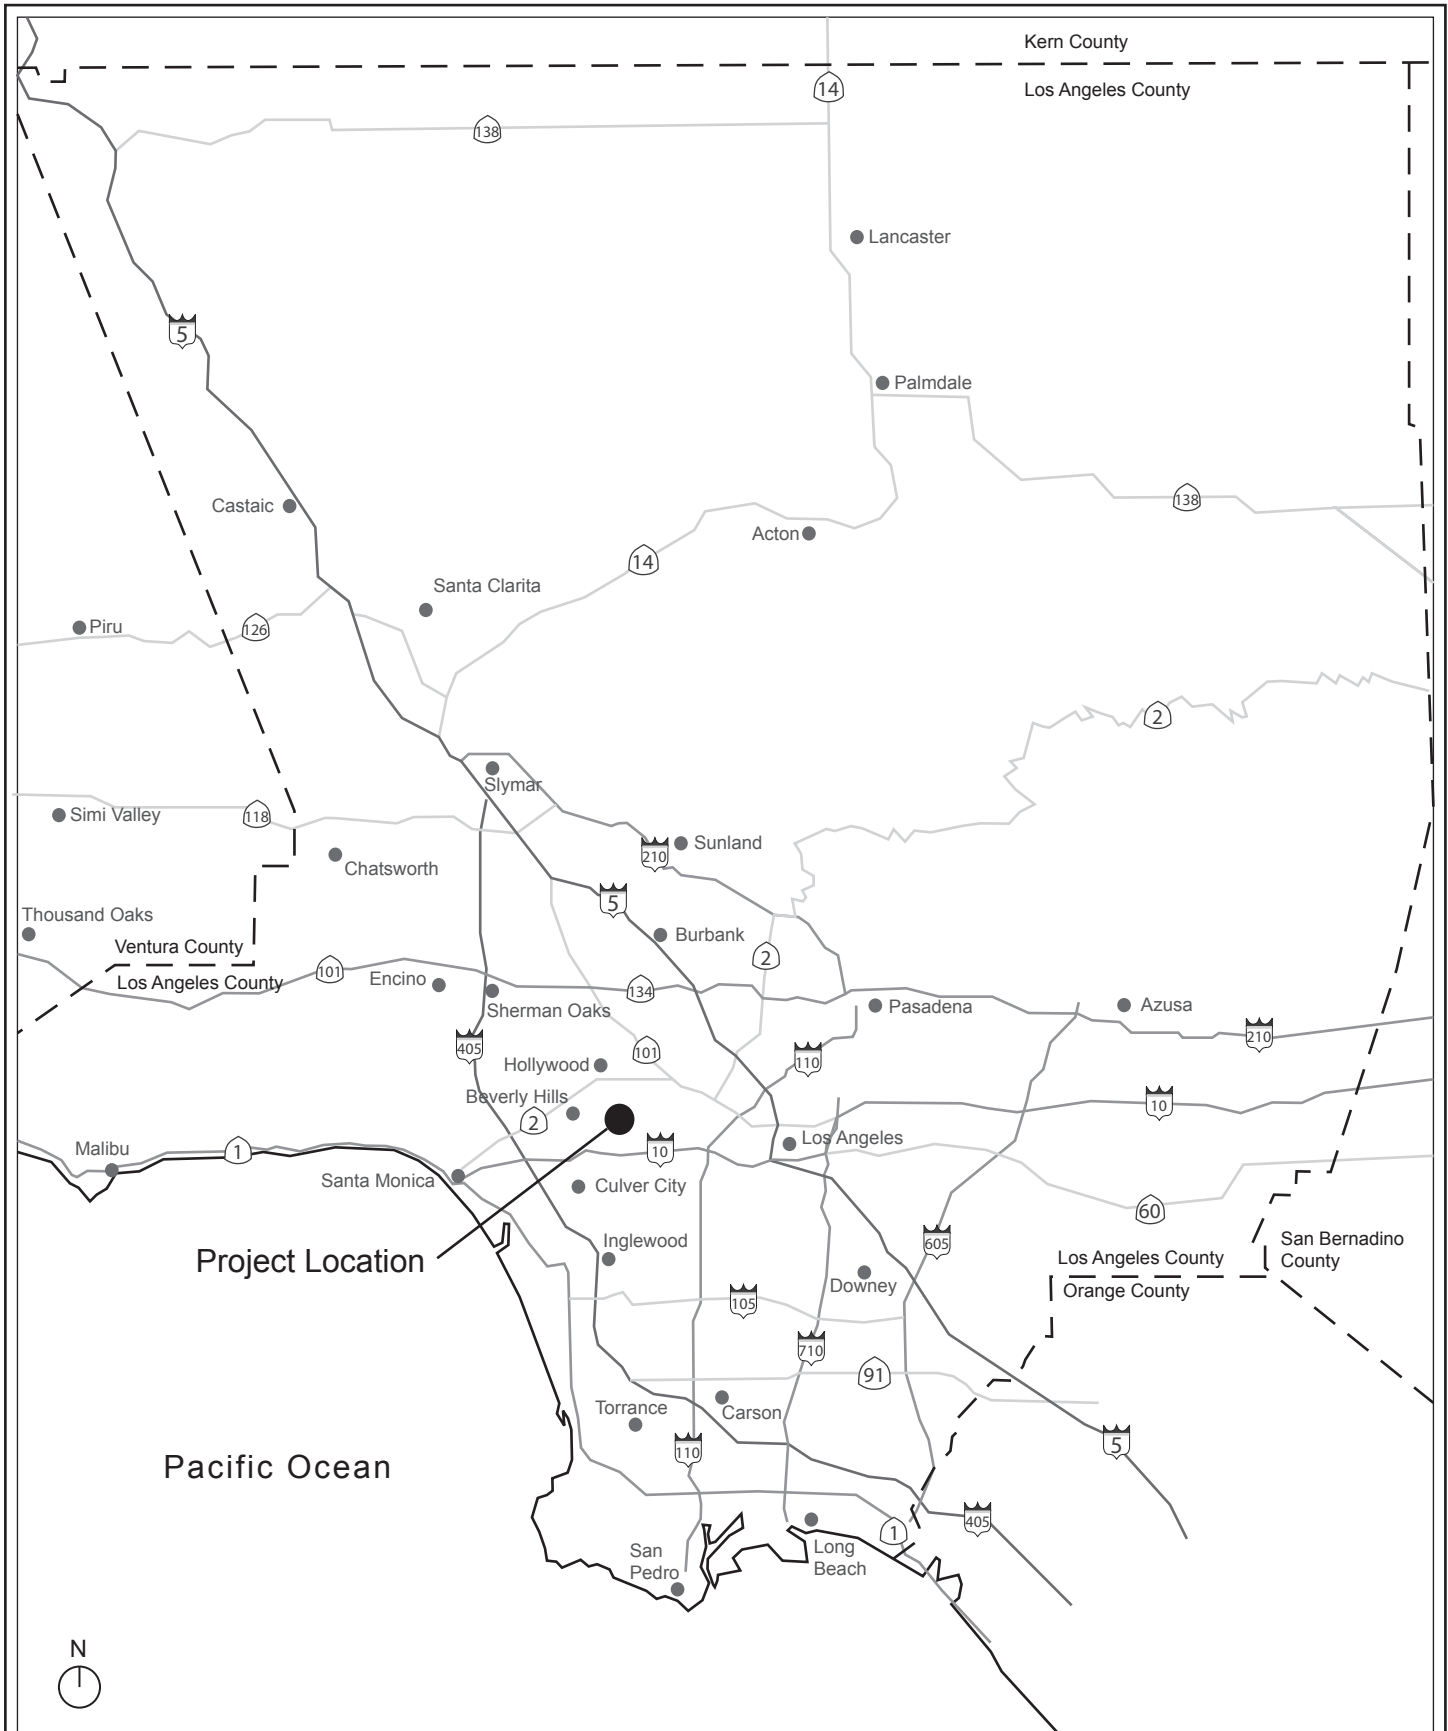 Kern County
14
Los Angeles County
138
Lancaster
5
Palmdale
138
Castaic
Acton
14
Santa Clarita
Piru
126
2
Slymar
Simi Valley
118
Sunland
210
Chatsworth
5
Thousand Oaks
Burbank
Ventura County
2
101
Encino
Los Angeles County
134
Sherman Oaks
Pasadena
Azusa
210
405
101
110
Hollywood
Beverly Hills
10
2
Los Angeles
Malibu
1
10
Santa Monica
Culver City
60
Inglewood
605
San Bernadino
County
Project Location
Los Angeles County
Downey
Orange County
105
710
91
Torrance
Carson
5
110
Pacific Ocean
405
1
San
Pedro
Long
Beach
N